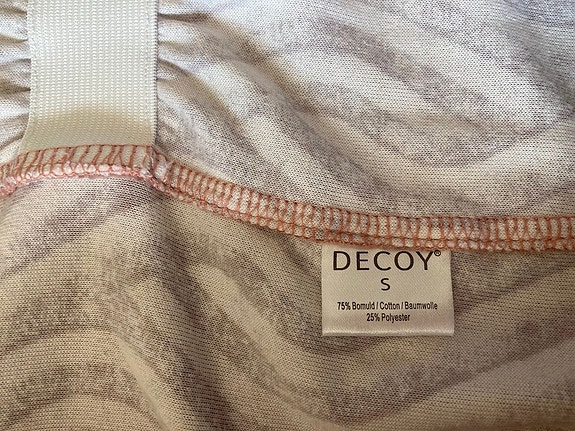 DECOY®
S
75% Bomuld / Cotton / Baumwolle
25% Polyester